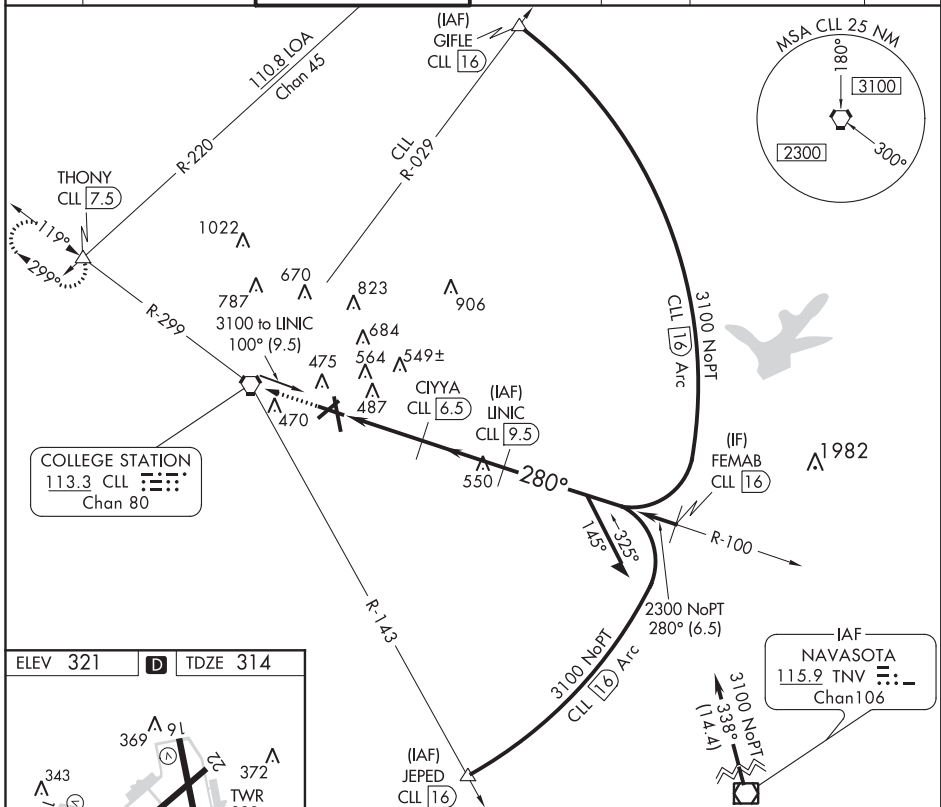 (IAF)
GIFLE
CLL 16
MSA CLL 25 NM
180°
3100
2300
300°
110.8 LOA
Chan 45
R-220
CLL
R-029
THONY
CLL 7.5
119°
299°
R-299
1022
787
670
823
906
684
564
549±
475
487
470
3100 to LINIC
100° (9.5)
CIYYA
CLL 6.5
(IAF)
LINIC
CLL 9.5
550
280°
3100 NoPT
CLL 16 Arc
(IF)
FEMAB
CLL 16
1982
R-100
145°
325°
2300 NoPT
280° (6.5)
COLLEGE STATION
113.3 CLL
Chan 80
R-143
3100 NoPT
CLL 16 Arc
(IAF)
JEPED
CLL 16
IAF
NAVASOTA
115.9 TNV
Chan106
3100 NoPT
338°
(14.4)
ELEV 321
D
TDZE 314
369
16
V
22
372
343
TWR